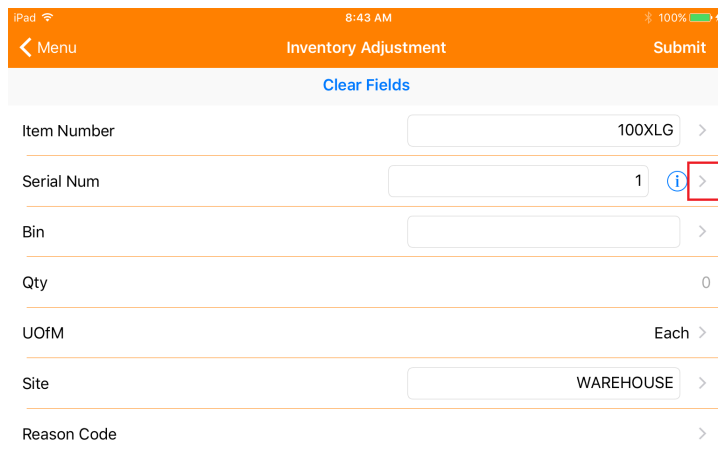 iPad 8:43 AM 100%
Menu Inventory Adjustment Submit
Clear Fields
Item Number 100XLG
Serial Num 1 i
Bin
Qty 0
UOfM Each
Site WAREHOUSE
Reason Code